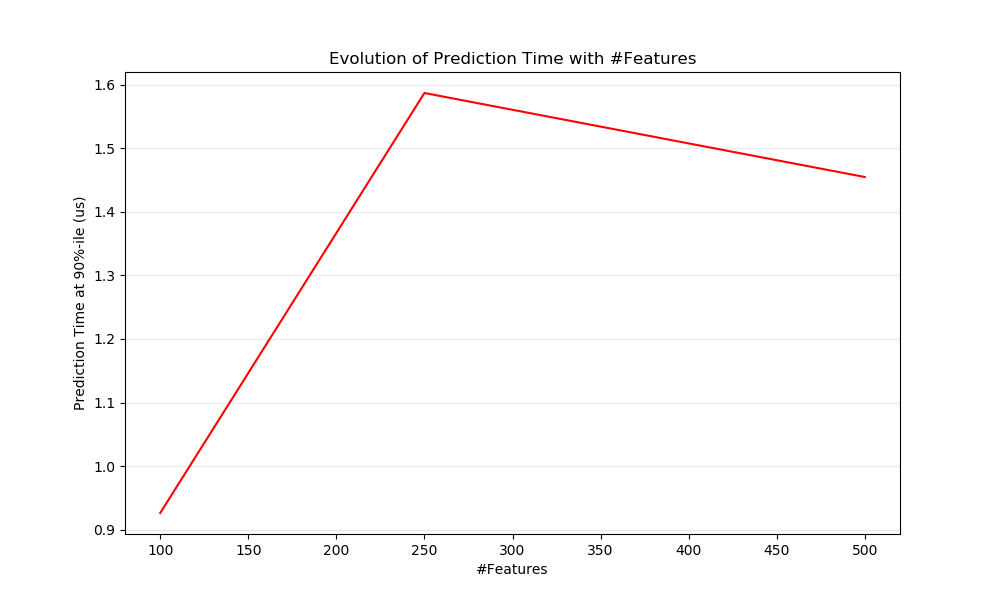 Evolution of Prediction Time with #Features
Prediction Time at 90%-ile (us)
1.6
1.5
1.4
1.3
1.2
1.1
1.0
0.9
100 150 200 250 300 350 400 450 500
#Features